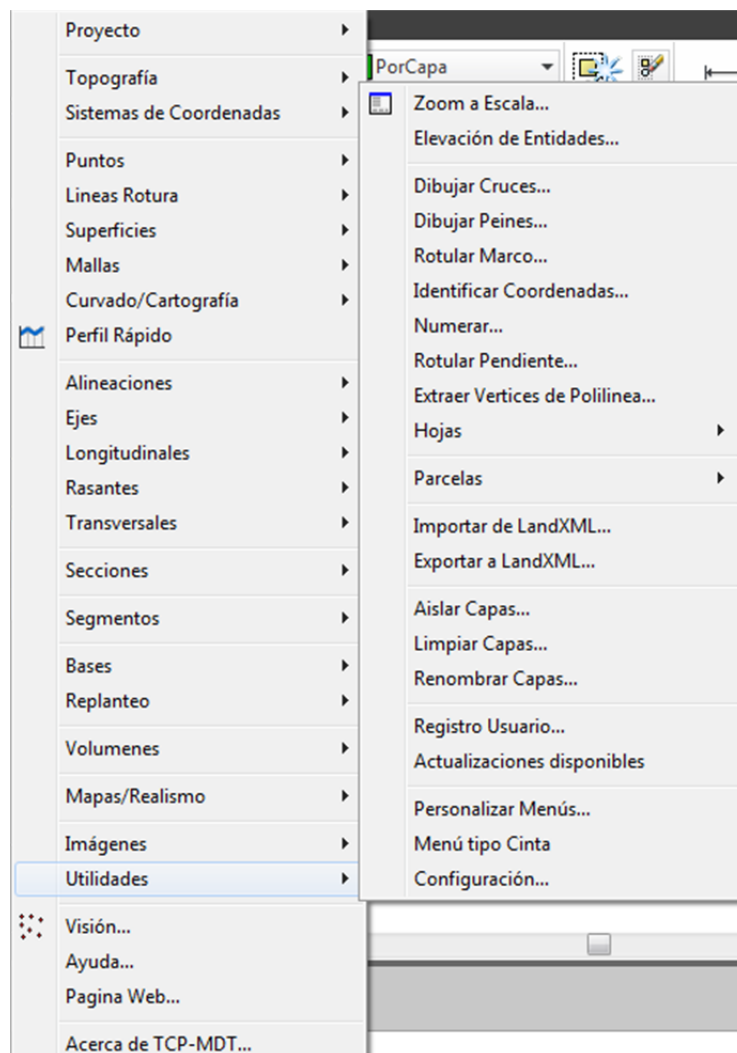 Proyecto
Topografía
Sistemas de Coordenadas
Puntos
Lineas Rotura
Superficies
Mallas
Curvado/Cartografía
Perfil Rápido
Alineaciones
Ejes
Longitudinales
Rasantes
Transversales
Secciones
Segmentos
Bases
Replanteo
Volumenes
Mapas/Realismo
Imágenes
Utilidades
Visión...
Ayuda...
Pagina Web...
Acerca de TCP-MDT...
PorCapa
Zoom a Escala...
Elevación de Entidades...
Dibujar Cruces...
Dibujar Peines...
Rotular Marco...
Identificar Coordenadas...
Numerar...
Rotular Pendiente...
Extraer Vertices de Polilinea...
Hojas
Parcelas
Importar de LandXML...
Exportar a LandXML...
Aislar Capas...
Limpiar Capas...
Renombrar Capas...
Registro Usuario...
Actualizaciones disponibles
Personalizar Menús...
Menú tipo Cinta
Configuración...